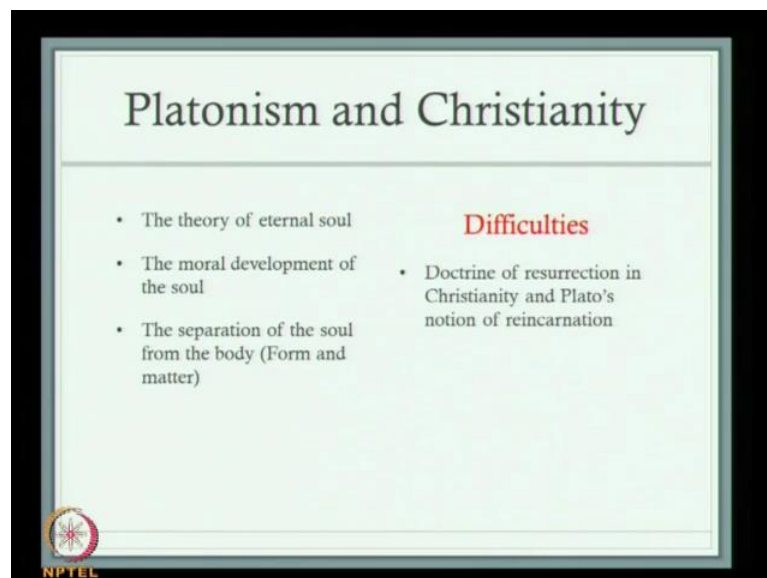 Platonism and Christianity
• The theory of eternal soul
• The moral development of
the soul
• The separation of the soul
from the body (Form and
matter)
Difficulties
• Doctrine of resurrection in
Christianity and Plato's
notion of reincarnation
NPTEL